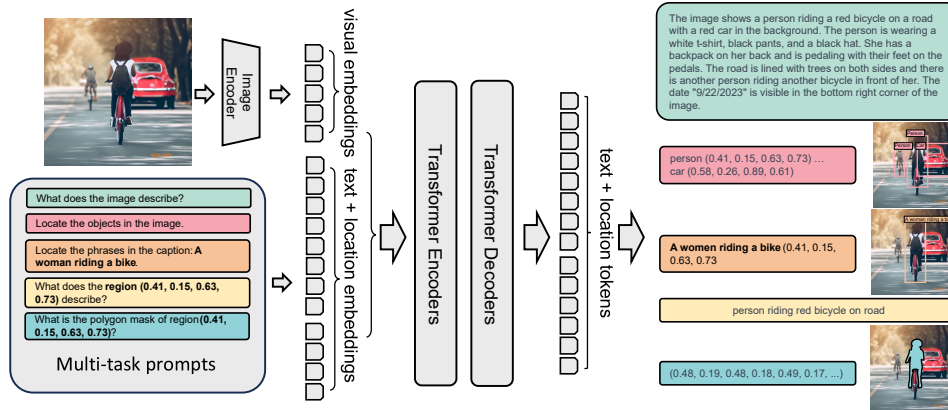 Image
Encoder
visual embeddings
text + location embeddings
Transformer Encoders
Transformer Decoders
text + location tokens
What does the image describe?
Locate the objects in the image.
Locate the phrases in the caption: A
woman riding a bike.
What does the region (0.41, 0.15, 0.63,
0.73) describe?
What is the polygon mask of region(0.41,
0.15, 0.63, 0.73)?
Multi-task prompts
The image shows a person riding a red bicycle on a road
with a red car in the background. The person is wearing a
white t-shirt, black pants, and a black hat. She has a
backpack on her back and is pedaling with their feet on the
pedals. The road is lined with trees on both sides and there
is another person riding another bicycle in front of her. The
date "9/22/2023" is visible in the bottom right corner of the
image.
person (0.41, 0.15, 0.63, 0.73) ...
car (0.58, 0.26, 0.89, 0.61)
Person
Person
Car
A women riding a bike (0.41, 0.15,
0.63, 0.73
A woman riding a b
person riding red bicycle on road
(0.48, 0.19, 0.48, 0.18, 0.49, 0.17, ...)